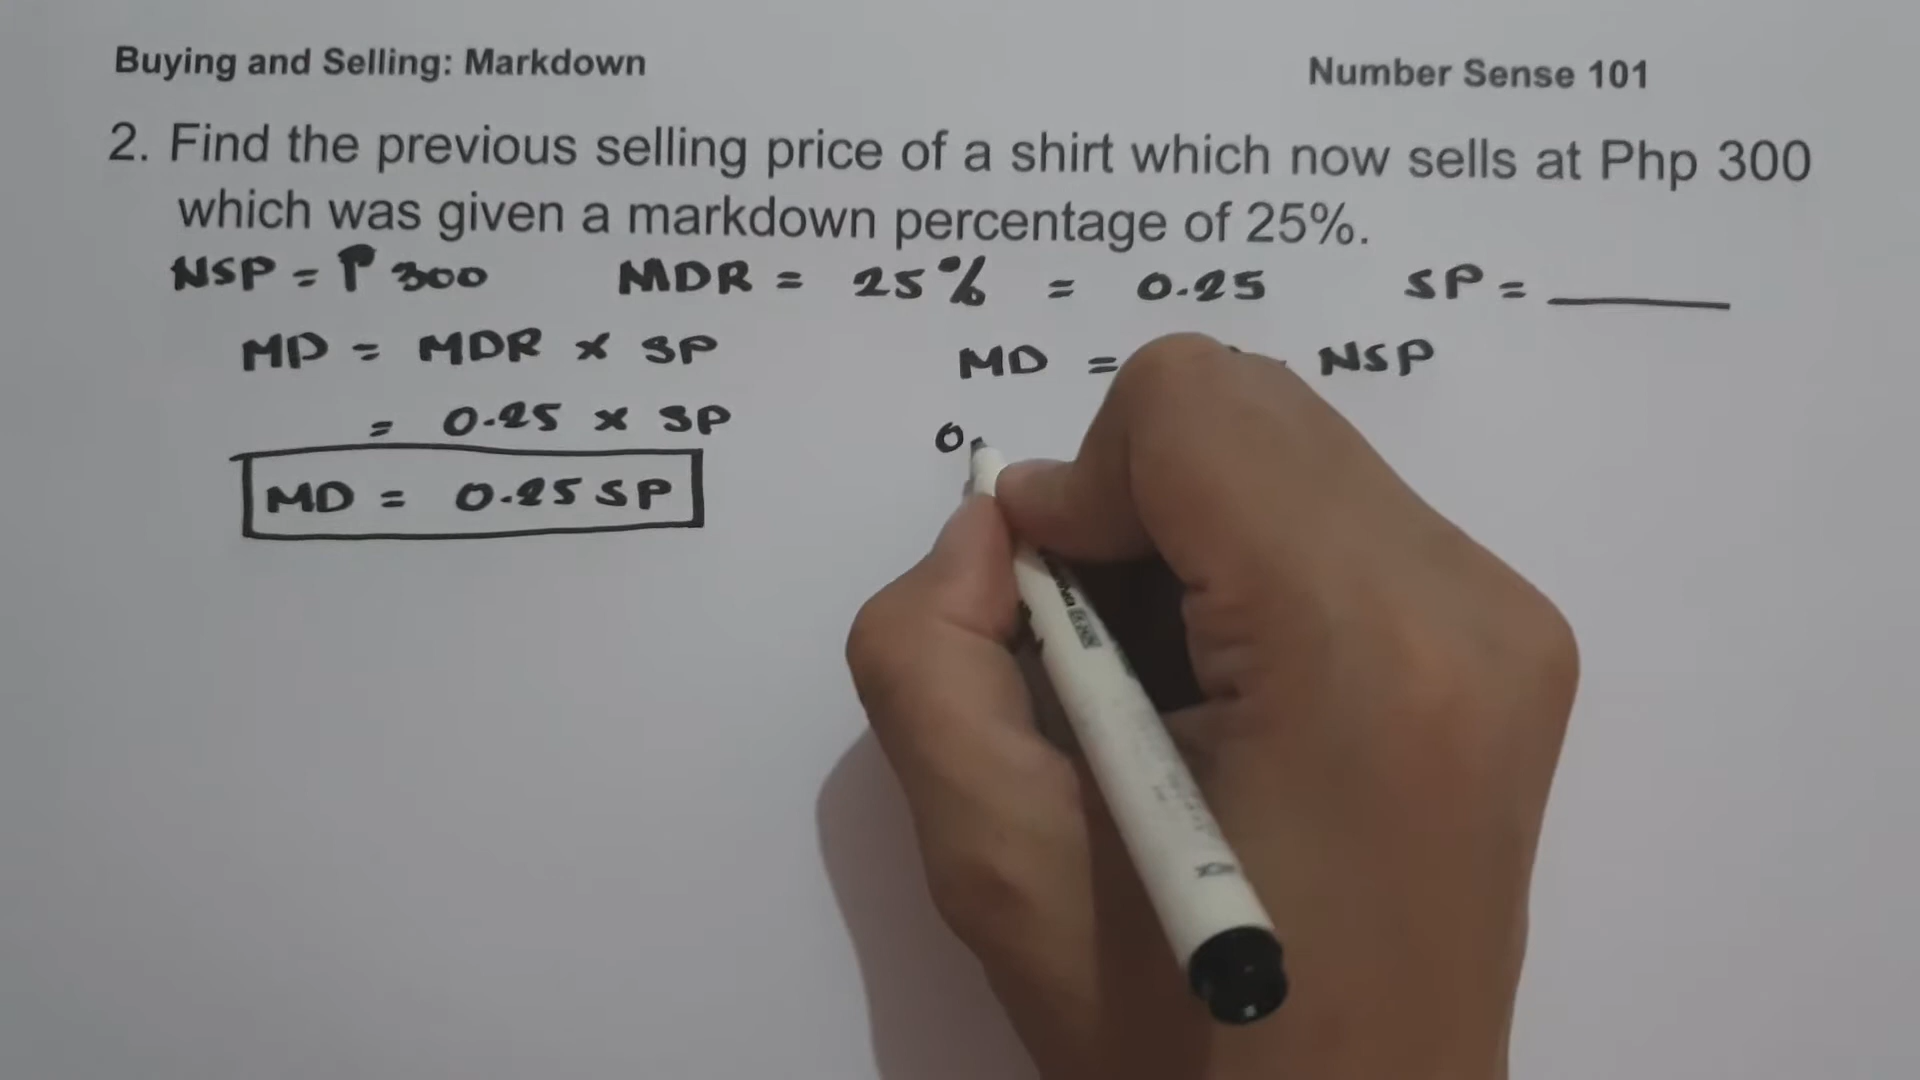 Buying and Selling: Markdown
Number Sense 101
2. Find the previous selling price of a shirt which now sells at Php 300
which was given a markdown percentage of 25%.
NSP = ₱ 300 MDR = 25% = 0.25 SP = ______
MD = MDR x SP
= 0.25 x SP
MD = 0.25 SP
MD = NSP
0.